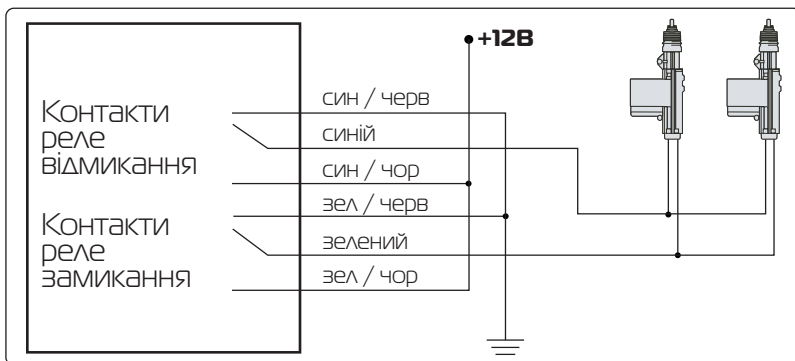 +12В
Контакти
реле
відмикання
син / черв
синій
син / чор
Контакти
реле
замикання
зел / черв
зелений
зел / чор